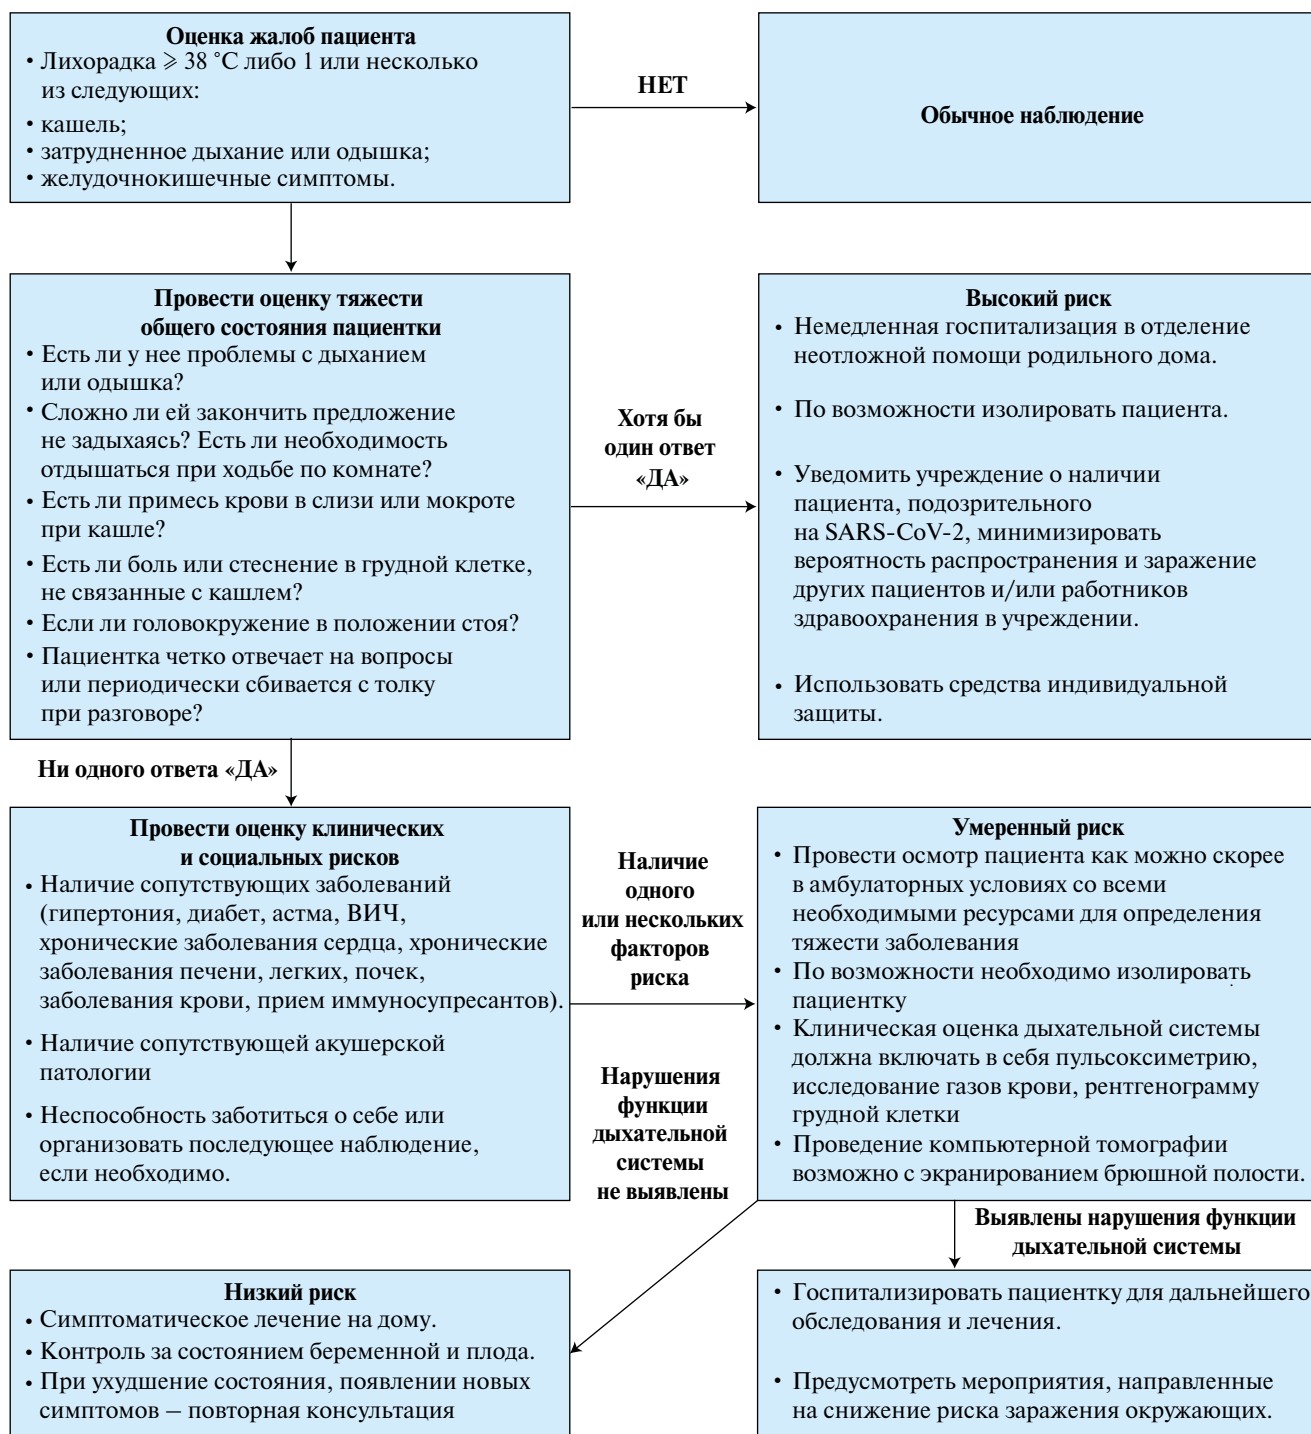 Оценка жалоб пациента
• Лихорадка ⩾ 38 °C либо 1 или несколько
из следующих:
• кашель;
• затрудненное дыхание или одышка;
• желудочнокишечные симптомы.
НЕТ
Обычное наблюдение
Провести оценку тяжести
общего состояния пациентки
• Есть ли у нее проблемы с дыханием
или одышка?
• Сложно ли ей закончить предложение
не задыхаясь? Есть ли необходимость
отдышаться при ходьбе по комнате?
• Есть ли примесь крови в слизи или мокроте
при кашле?
• Есть ли боль или стеснение в грудной клетке,
не связанные с кашлем?
• Если ли головокружение в положении стоя?
• Пациентка четко отвечает на вопросы
или периодически сбивается с толку
при разговоре?
Хотя бы
один ответ
«ДА»
Высокий риск
• Немедленная госпитализация в отделение
неотложной помощи родильного дома.
• По возможности изолировать пациента.
• Уведомить учреждение о наличии
пациента, подозрительного
на SARS-CoV-2, минимизировать
вероятность распространения и заражение
других пациентов и/или работников
здравоохранения в учреждении.
• Использовать средства индивидуальной
защиты.
Ни одного ответа «ДА»
Провести оценку клинических
и социальных рисков
• Наличие сопутствующих заболеваний
(гипертония, диабет, астма, ВИЧ,
хронические заболевания сердца, хронические
заболевания печени, легких, почек,
заболевания крови, прием иммуносупресантов).
• Наличие сопутствующей акушерской
патологии
• Неспособность заботиться о себе или
организовать последующее наблюдение,
если необходимо.
Наличие
одного
или нескольких
факторов
риска
Нарушения
функции
дыхательной
системы
не выявлены
Умеренный риск
• Провести осмотр пациента как можно скорее
в амбулаторных условиях со всеми
необходимыми ресурсами для определения
тяжести заболевания
• По возможности необходимо изолировать
пациентку
• Клиническая оценка дыхательной системы
должна включать в себя пульсоксиметрию,
исследование газов крови, рентгенограмму
грудной клетки
• Проведение компьютерной томографии
возможно с экранированием брюшной полости.
Выявлены нарушения функции
дыхательной системы
Низкий риск
• Симптоматическое лечение на дому.
• Контроль за состоянием беременной и плода.
• При ухудшение состояния, появлении новых
симптомов – повторная консультация
• Госпитализировать пациентку для дальнейшего
обследования и лечения.
• Предусмотреть мероприятия, направленные
на снижение риска заражения окружающих.